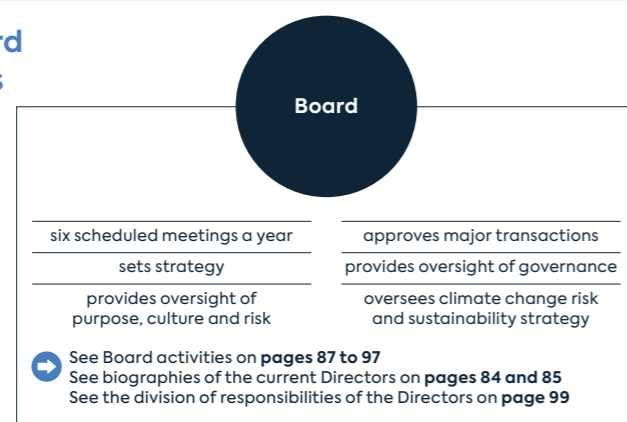 rd
s
Board
six scheduled meetings a year
approves major transactions
sets strategy
provides oversight of governance
provides oversight of
purpose, culture and risk
oversees climate change risk
and sustainability strategy
See Board activities on pages 87 to 97
See biographies of the current Directors on pages 84 and 85
See the division of responsibilities of the Directors on page 99